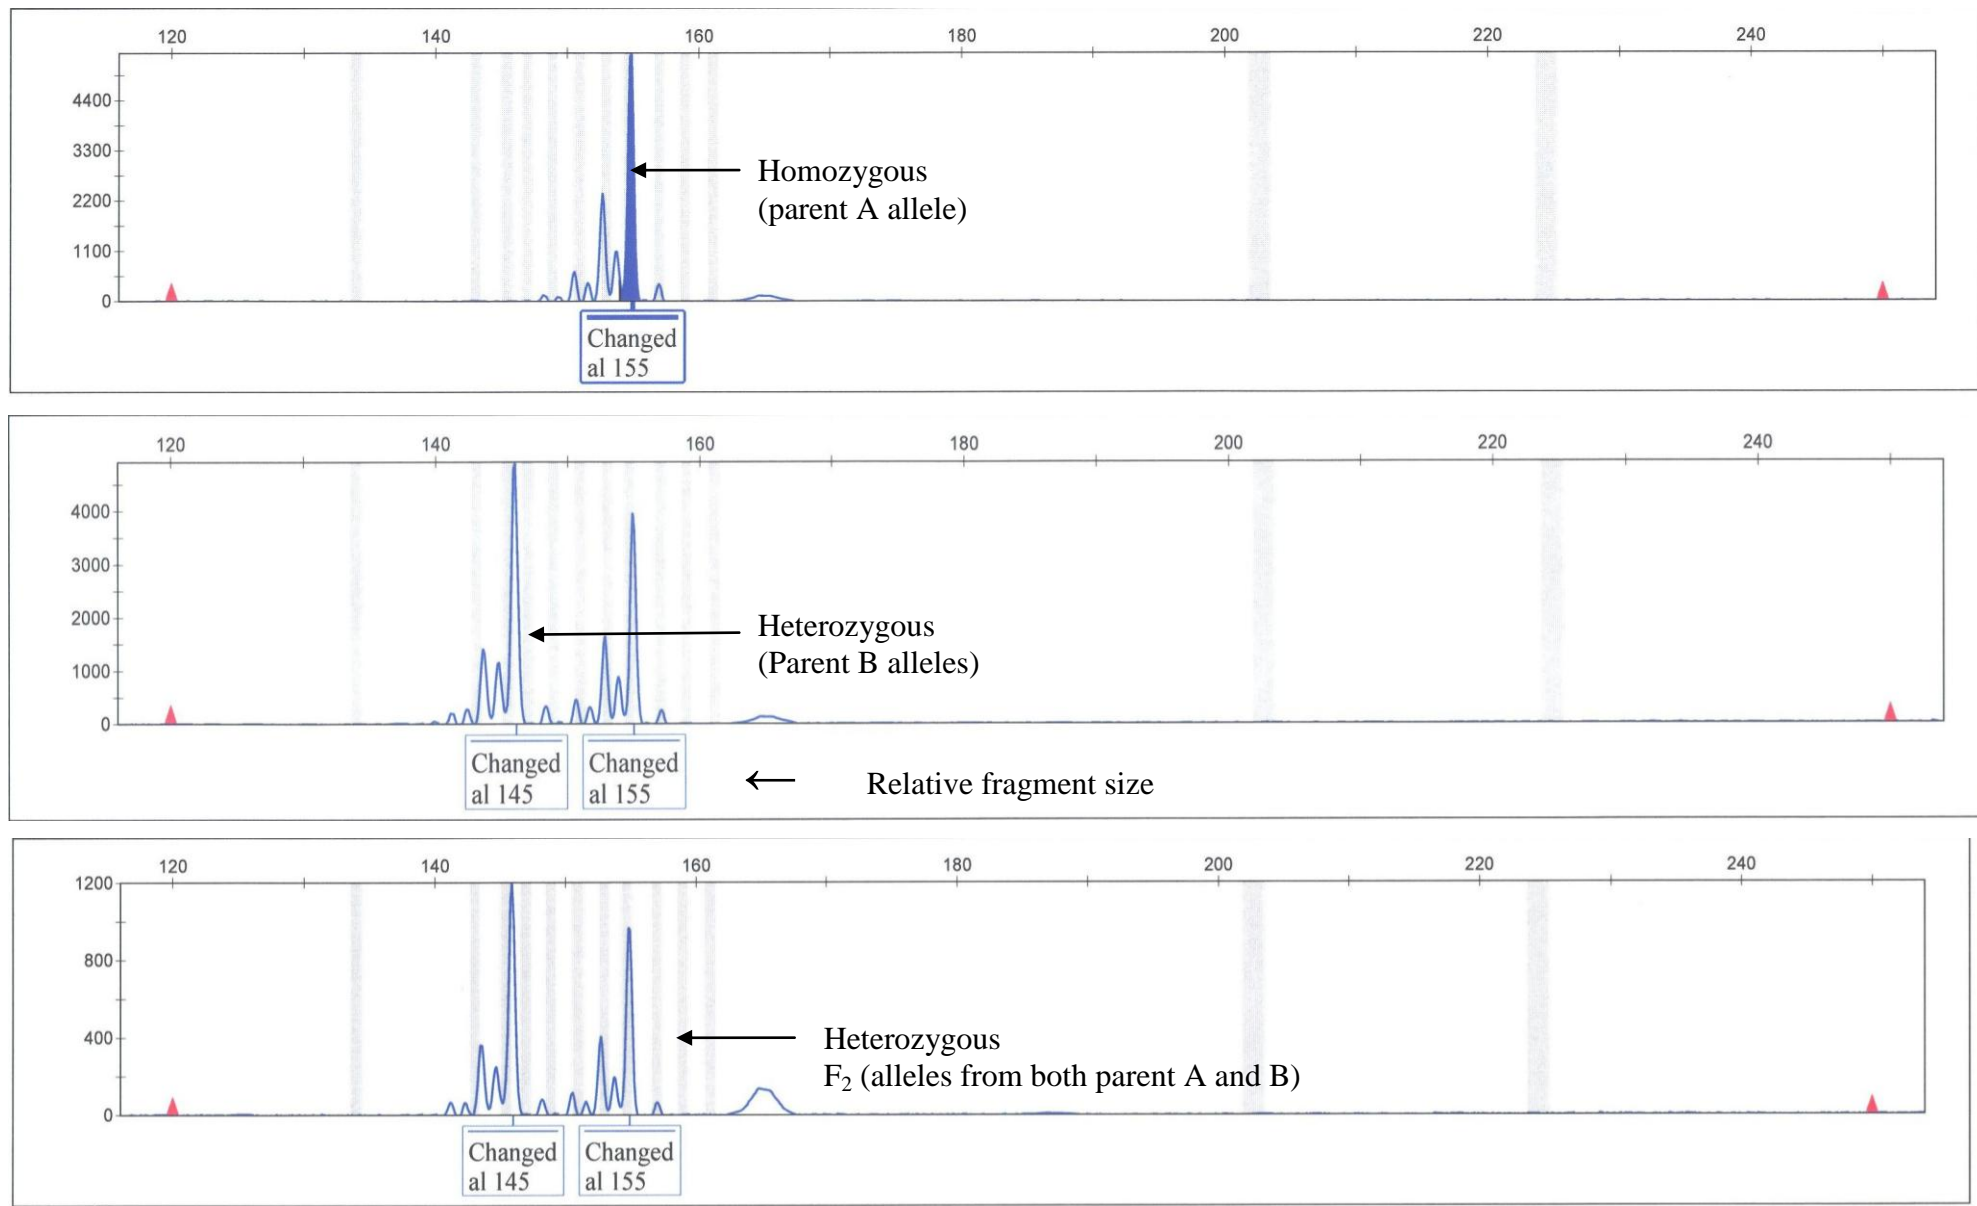 120 140 160 180 200 220 240
4400
3300
2200
1100
0
Homozygous
(parent A allele)
Changed
al 155
120 140 160 180 200 220 240
4000
3000
2000
1000
0
Heterozygous
(Parent B alleles)
Changed Changed
al 145 al 155
← Relative fragment size
120 140 160 180 200 220 240
1200
800
400
0
Heterozygous
F₂ (alleles from both parent A and B)
Changed Changed
al 145 al 155